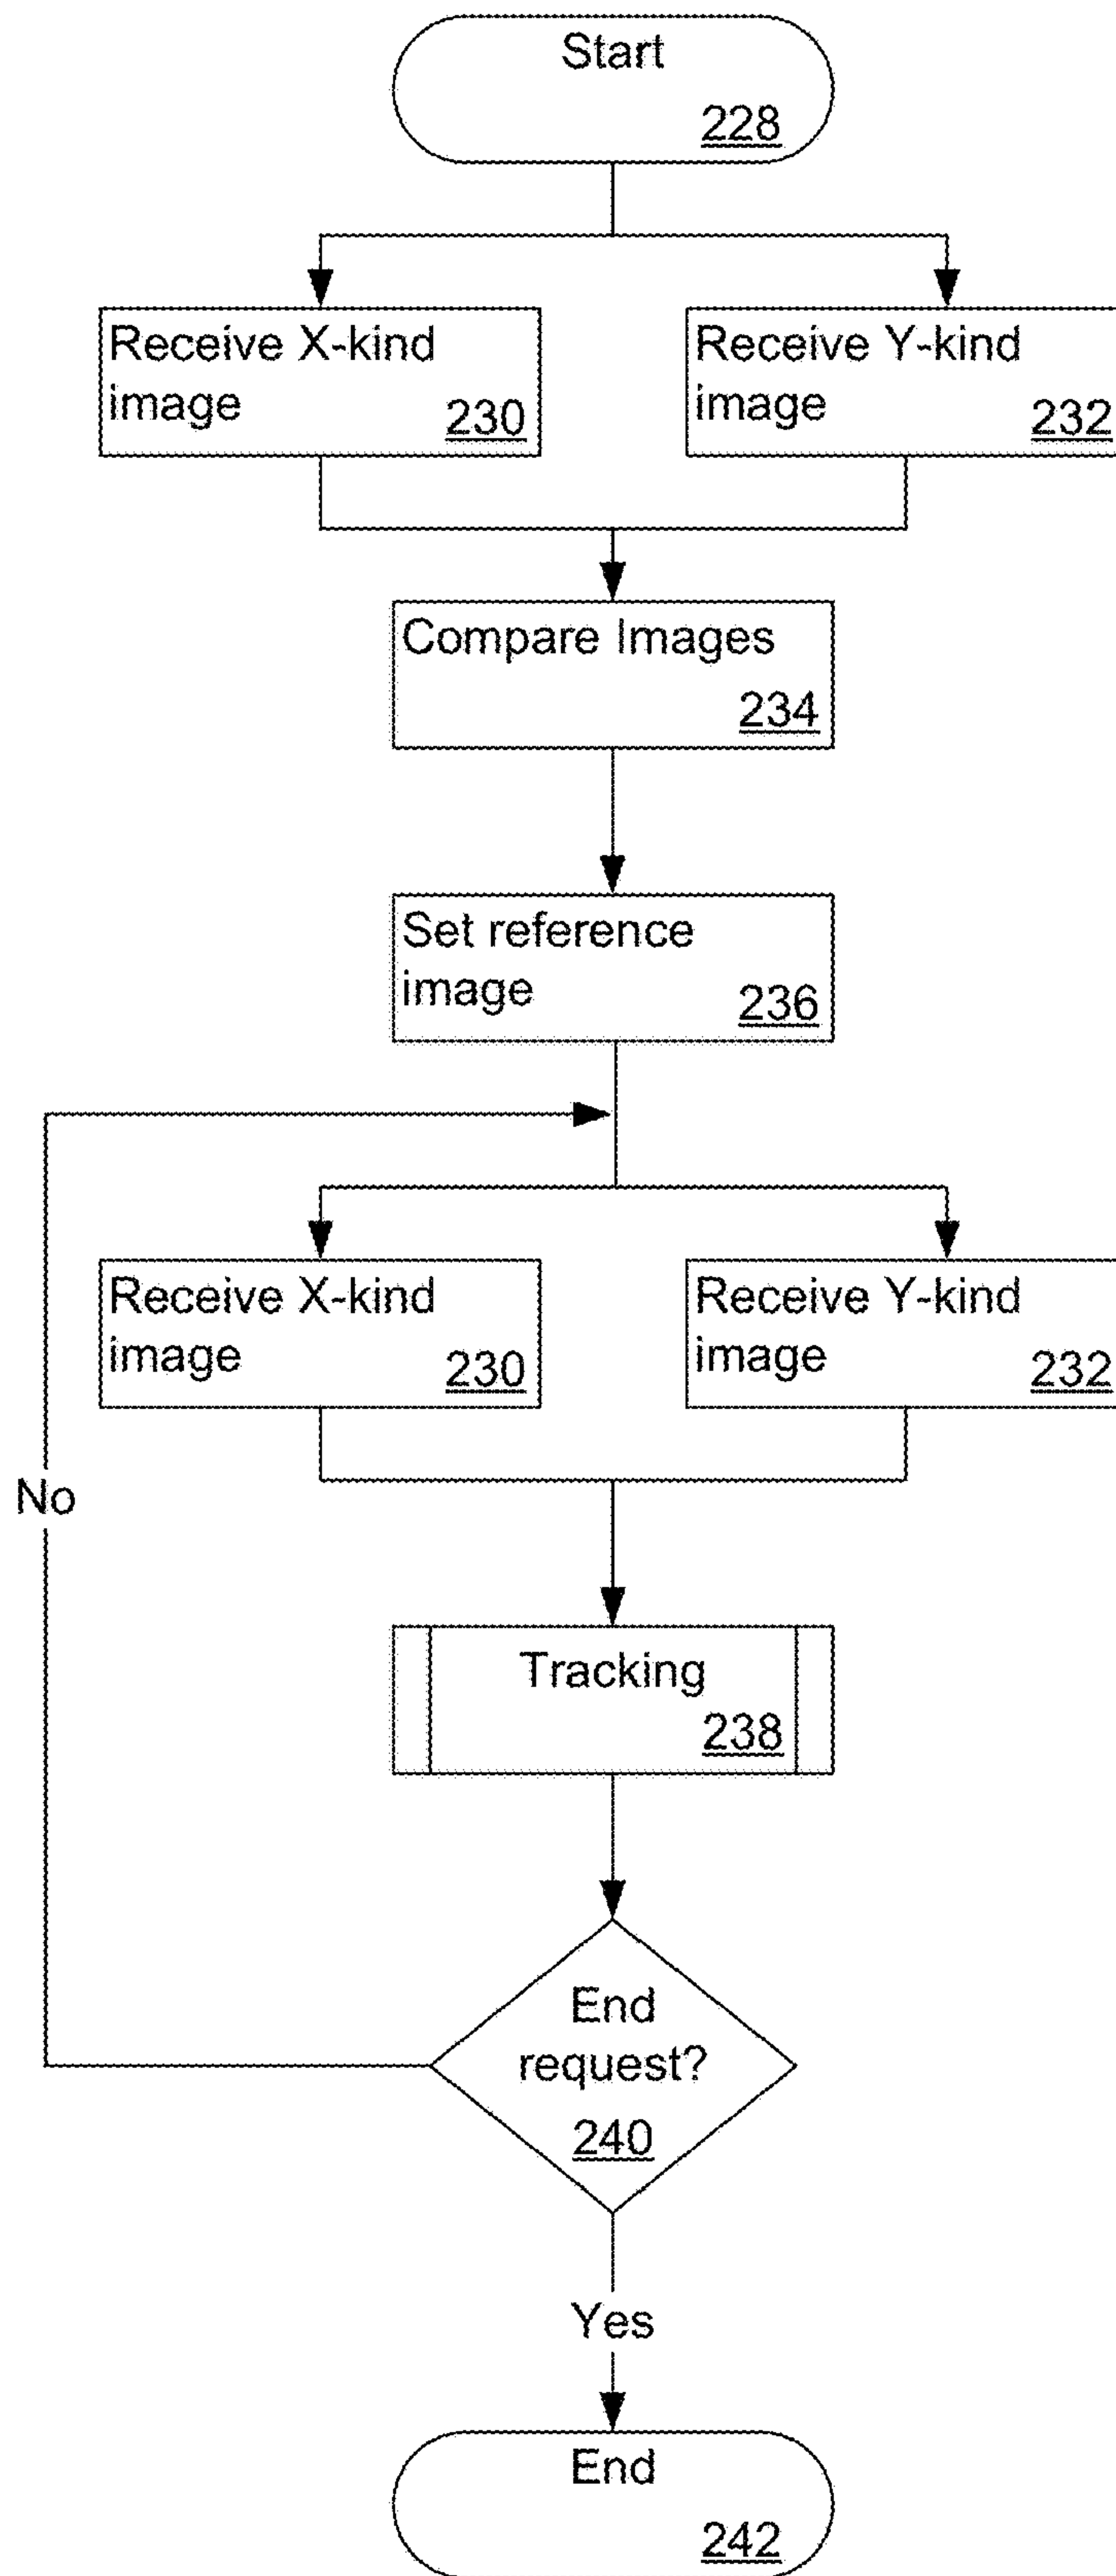 Start
228
Receive X-kind
image
230
Receive Y-kind
image
232
Compare Images
234
Set reference
image
236
Receive X-kind
image
230
Receive Y-kind
image
232
No
Tracking
238
End
request?
240
Yes
End
242